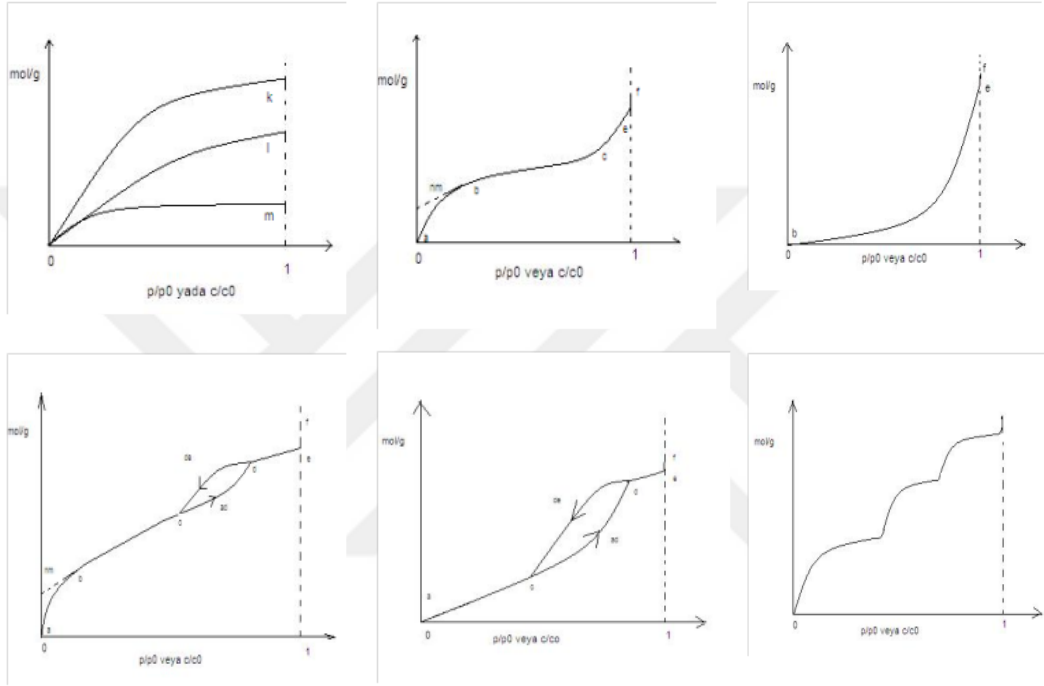 mol/g
k
l
m
0
1
p/p0 yada c/c0
mol/g
nm
a
b
c
e
f
0
1
p/p0 veya c/c0
mol/g
b
f
e
0
1
p/p0 veya c/c0
mol/g
nm
a
b
c
de
ad
d
f
e
0
1
p/p0 veya c/c0
mol/g
a
c
de
ad
d
f
e
0
1
p/p0 veya c/co
mol/g
0
1
p/p0 veya c/c0